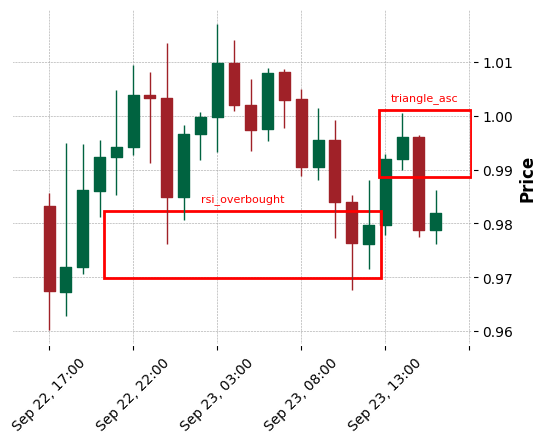 1.01
triangle_asc
1.00
0.99
rsi_overbought
0.98
0.97
0.96
Price
Sep 22, 17:00
Sep 22, 22:00
Sep 23, 03:00
Sep 23, 08:00
Sep 23, 13:00